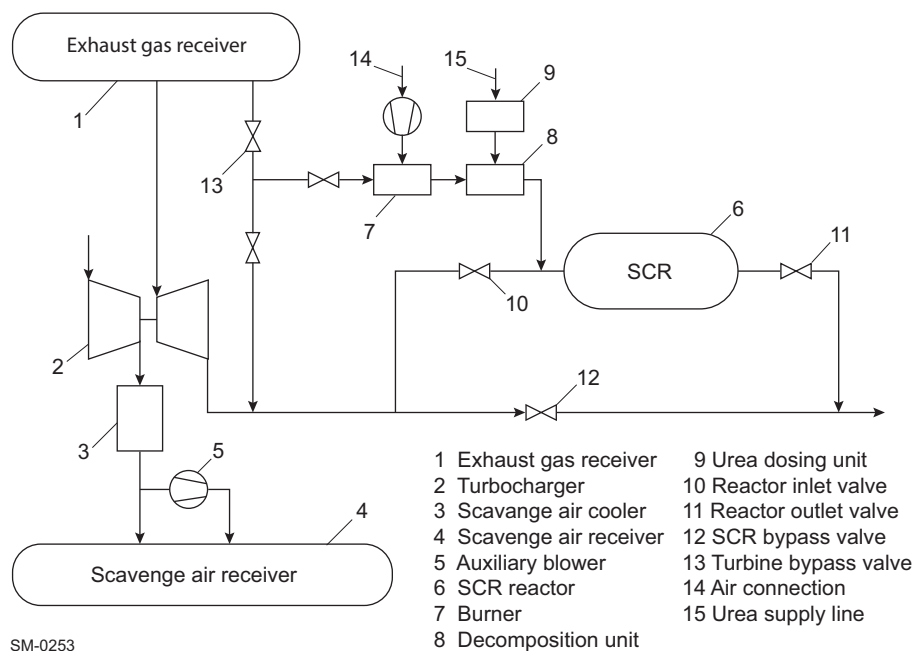 Exhaust gas receiver
1
13
14
15
9
8
7
6
SCR
11
10
2
3
5
12
4
Scavenge air receiver
1 Exhaust gas receiver
2 Turbocharger
3 Scavange air cooler
4 Scavenge air receiver
5 Auxiliary blower
6 SCR reactor
7 Burner
8 Decomposition unit
9 Urea dosing unit
10 Reactor inlet valve
11 Reactor outlet valve
12 SCR bypass valve
13 Turbine bypass valve
14 Air connection
15 Urea supply line
SM-0253